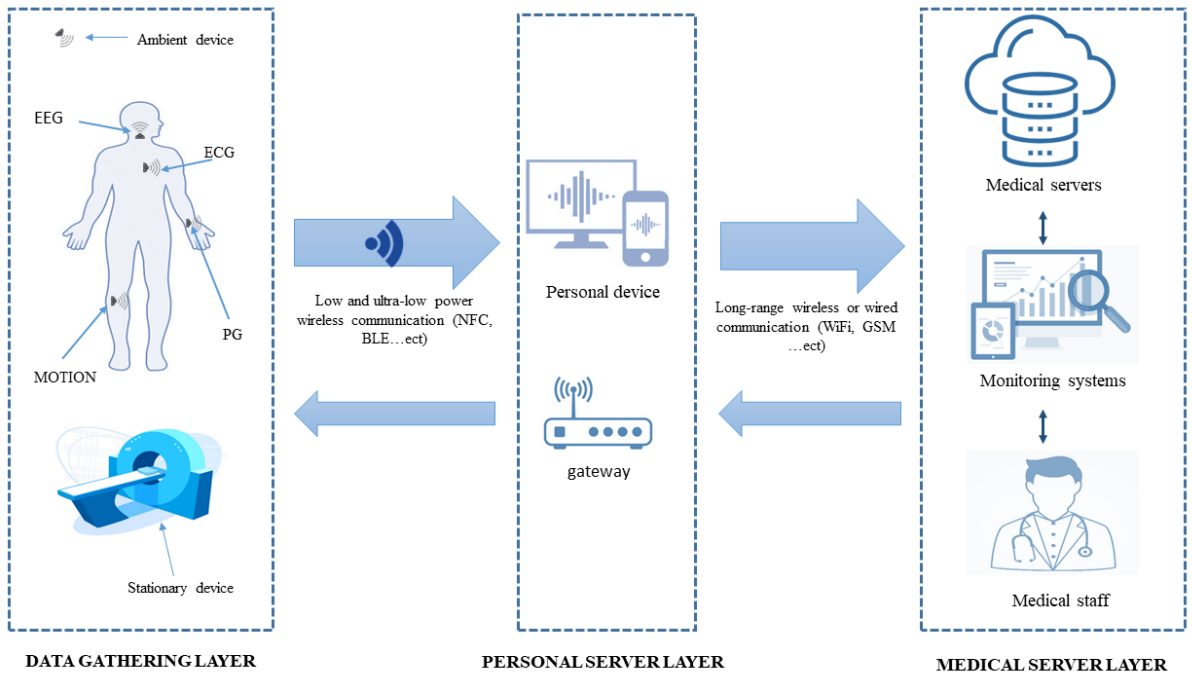 Ambient device
EEG
ECG
PG
MOTION
Stationary device
DATA GATHERING LAYER
Low and ultra-low power
wireless communication (NFC,
BLE…ect)
Personal device
gateway
PERSONAL SERVER LAYER
Long-range wireless or wired
communication (WiFi, GSM
…ect)
Medical servers
Monitoring systems
Medical staff
MEDICAL SERVER LAYER